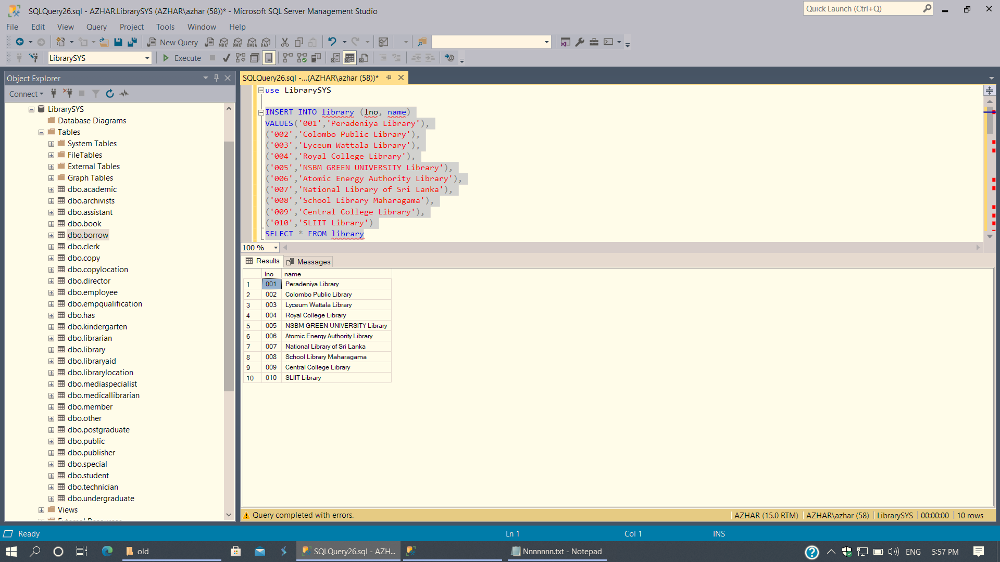 SQLQuery26.sql - AZHAR.LibrarySYS (AZHAR\azhar (58))* - Microsoft SQL Server Management Studio
Quick Launch (Ctrl+Q)
File Edit View Query Project Tools Window Help
New Query MDX DMX XMLA DAX
LibrarySYS Execute
Object Explorer
Connect
LibrarySYS
Database Diagrams
Tables
System Tables
FileTables
External Tables
Graph Tables
dbo.academic
dbo.archivists
dbo.assistant
dbo.book
dbo.borrow
dbo.clerk
dbo.copy
dbo.copylocation
dbo.director
dbo.employee
dbo.empqualification
dbo.has
dbo.kindergarten
dbo.librarian
dbo.library
dbo.libraryaid
dbo.librarylocation
dbo.mediaspecialist
dbo.medicallibrarian
dbo.member
dbo.other
dbo.postgraduate
dbo.public
dbo.publisher
dbo.special
dbo.student
dbo.technician
dbo.undergraduate
Views
External Resources
SQLQuery26.sql -...(AZHAR\azhar (58))*
use LibrarySYS
INSERT INTO library (lno, name)
VALUES('001','Peradeniya Library'),
('002','Colombo Public Library'),
('003','Lyceum Wattala Library'),
('004','Royal College Library'),
('005','NSBM GREEN UNIVERSITY Library'),
('006','Atomic Energy Authority Library'),
('007','National Library of Sri Lanka'),
('008','School Library Maharagama'),
('009','Central College Library'),
('010','SLIIT Library')
SELECT * FROM library
100 %
Results Messages
lno name
1 001 Peradeniya Library
2 002 Colombo Public Library
3 003 Lyceum Wattala Library
4 004 Royal College Library
5 005 NSBM GREEN UNIVERSITY Library
6 006 Atomic Energy Authority Library
7 007 National Library of Sri Lanka
8 008 School Library Maharagama
9 009 Central College Library
10 010 SLIIT Library
Query completed with errors. AZHAR (15.0 RTM) AZHAR\azhar (58) LibrarySYS 00:00:00 10 rows
Ready Ln 1 Col 1 INS
old SQLQuery26.sql - AZH... Nnnnnnn.txt - Notepad ENG 5:57 PM